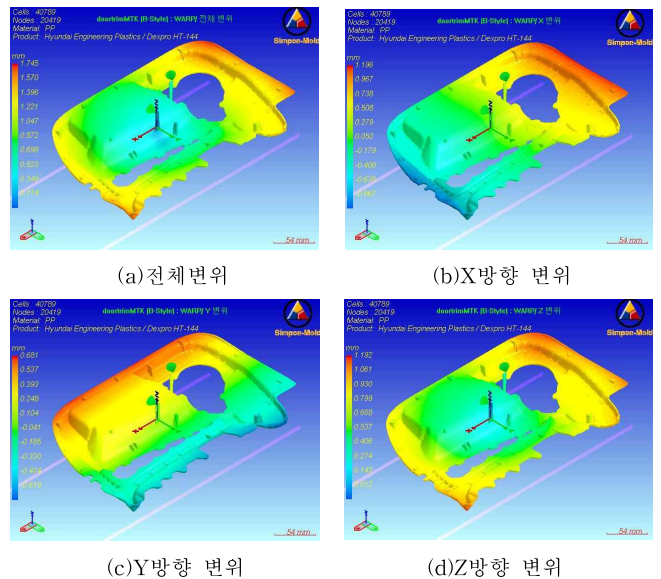 Cells : 40789
Nodes : 20419
Material : PP
Product : Hyundai Engineering Plastics / Dexpro HT-144
doortrimMTK [B-Style] : WARP/ 전체 변위
Simpoe-Mold
mm
1.745
1.570
1.396
1.221
1.047
0.872
0.698
0.523
0.349
0.174
54 mm
(a)전체변위
Cells : 40789
Nodes : 20419
Material : PP
Product : Hyundai Engineering Plastics / Dexpro HT-144
doortrimMTK [B-Style] : WARP/ X 변위
Simpoe-Mold
mm
1.196
0.967
0.738
0.508
0.279
0.050
-0.179
-0.408
-0.638
-0.867
54 mm
(b)X방향 변위
Cells : 40789
Nodes : 20419
Material : PP
Product : Hyundai Engineering Plastics / Dexpro HT-144
doortrimMTK [B-Style] : WARP/ Y 변위
Simpoe-Mold
mm
0.681
0.537
0.393
0.248
0.104
-0.041
-0.185
-0.330
-0.474
-0.619
54 mm
(c)Y방향 변위
Cells : 40789
Nodes : 20419
Material : PP
Product : Hyundai Engineering Plastics / Dexpro HT-144
doortrimMTK [B-Style] : WARP/ Z 변위
Simpoe-Mold
mm
1.192
1.061
0.930
0.799
0.668
0.537
0.406
0.274
0.143
0.012
54 mm
(d)Z방향 변위